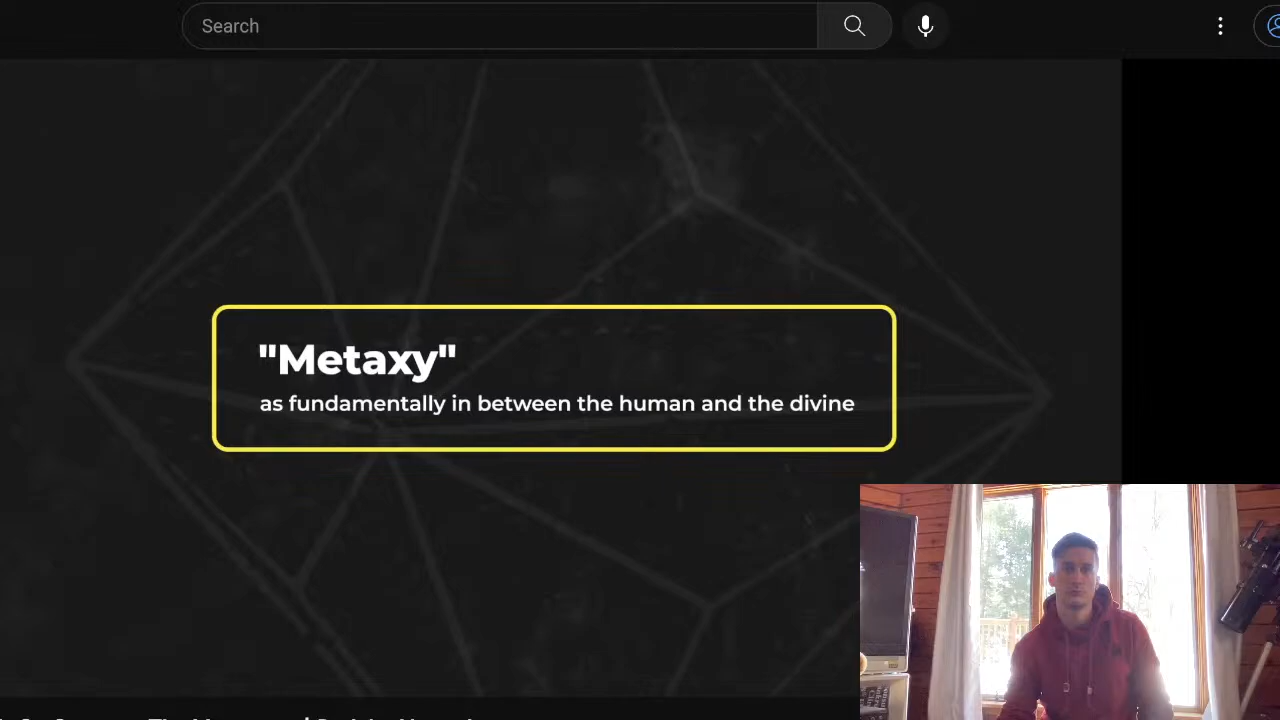 Search
"Metaxy"
as fundamentally in between the human and the divine